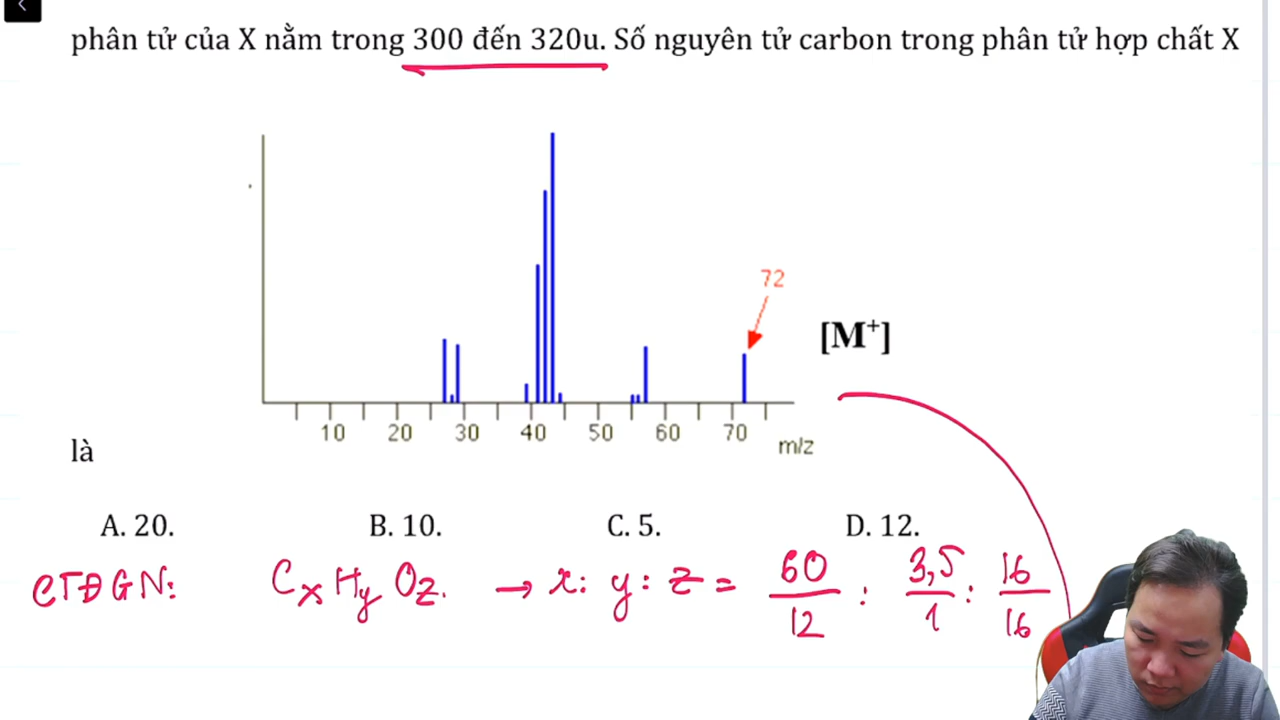 phân tử của X nằm trong 300 đến 320u. Số nguyên tử carbon trong phân tử hợp chất X
72
[M⁺]
10 20 30 40 50 60 70 m/z
là
A. 20. B. 10. C. 5. D. 12.
CTĐGN: CxHyOz. → x: y: z = 60/12 : 3,5/1 : 16/16